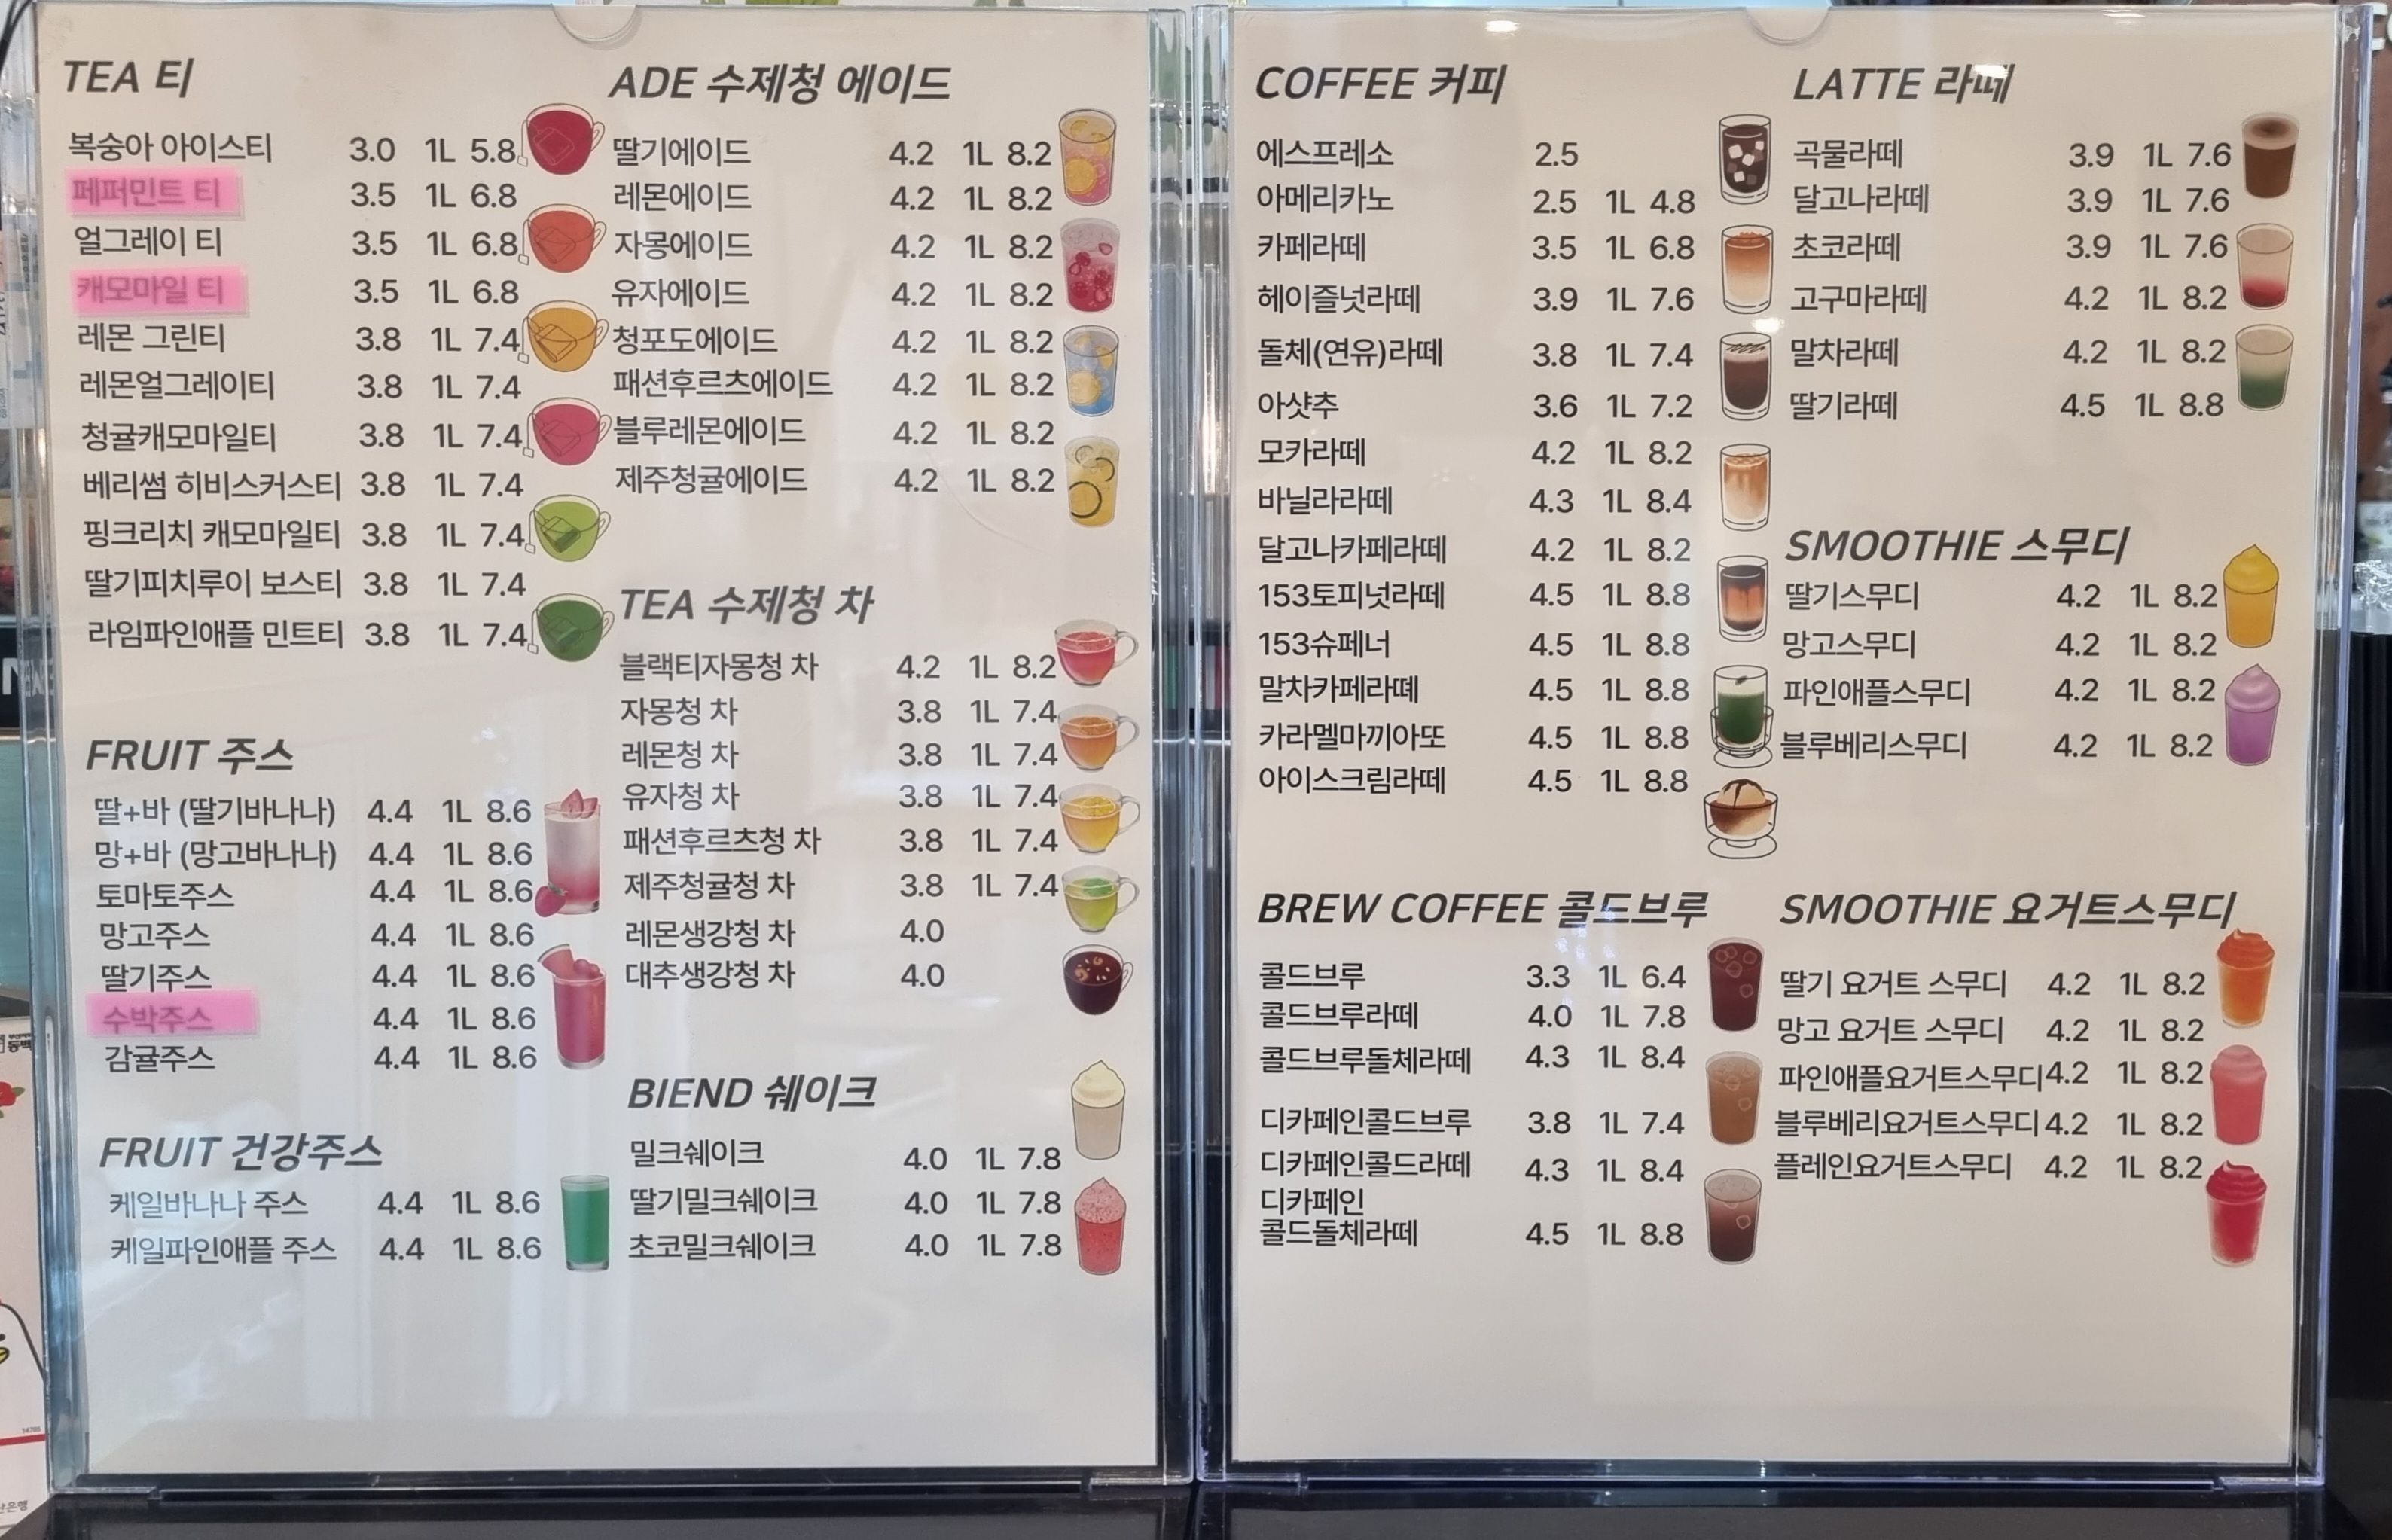 TEA 티
복숭아 아이스티 3.0 1L 5.8
페퍼민트 티 3.5 1L 6.8
얼그레이 티 3.5 1L 6.8
캐모마일 티 3.5 1L 6.8
레몬 그린티 3.8 1L 7.4
레몬얼그레이티 3.8 1L 7.4
청귤캐모마일티 3.8 1L 7.4
베리썸 히비스커스티 3.8 1L 7.4
핑크리치 캐모마일티 3.8 1L 7.4
딸기피치루이 보스티 3.8 1L 7.4
라임파인애플 민트티 3.8 1L 7.4
FRUIT 주스
딸+바 (딸기바나나) 4.4 1L 8.6
망+바 (망고바나나) 4.4 1L 8.6
토마토주스 4.4 1L 8.6
망고주스 4.4 1L 8.6
딸기주스 4.4 1L 8.6
수박주스 4.4 1L 8.6
감귤주스 4.4 1L 8.6
FRUIT 건강주스
케일바나나 주스 4.4 1L 8.6
케일파인애플 주스 4.4 1L 8.6
ADE 수제청 에이드
딸기에이드 4.2 1L 8.2
레몬에이드 4.2 1L 8.2
자몽에이드 4.2 1L 8.2
유자에이드 4.2 1L 8.2
청포도에이드 4.2 1L 8.2
패션후르츠에이드 4.2 1L 8.2
블루레몬에이드 4.2 1L 8.2
제주청귤에이드 4.2 1L 8.2
TEA 수제청 차
블랙티자몽청 차 4.2 1L 8.2
자몽청 차 3.8 1L 7.4
레몬청 차 3.8 1L 7.4
유자청 차 3.8 1L 7.4
패션후르츠청 차 3.8 1L 7.4
제주청귤청 차 3.8 1L 7.4
레몬생강청 차 4.0
대추생강청 차 4.0
BIEND 쉐이크
밀크쉐이크 4.0 1L 7.8
딸기밀크쉐이크 4.0 1L 7.8
초코밀크쉐이크 4.0 1L 7.8
COFFEE 커피
에스프레소 2.5
아메리카노 2.5 1L 4.8
카페라떼 3.5 1L 6.8
헤이즐넛라떼 3.9 1L 7.6
돌체(연유)라떼 3.8 1L 7.4
아샷추 3.6 1L 7.2
모카라떼 4.2 1L 8.2
바닐라라떼 4.3 1L 8.4
달고나카페라떼 4.2 1L 8.2
153토피넛라떼 4.5 1L 8.8
153슈페너 4.5 1L 8.8
말차카페라떼 4.5 1L 8.8
카라멜마끼아또 4.5 1L 8.8
아이스크림라떼 4.5 1L 8.8
BREW COFFEE 콜드브루
콜드브루 3.3 1L 6.4
콜드브루라떼 4.0 1L 7.8
콜드브루돌체라떼 4.3 1L 8.4
디카페인콜드브루 3.8 1L 7.4
디카페인콜드라떼 4.3 1L 8.4
디카페인
콜드돌체라떼 4.5 1L 8.8
LATTE 라떼
곡물라떼 3.9 1L 7.6
달고나라떼 3.9 1L 7.6
초코라떼 3.9 1L 7.6
고구마라떼 4.2 1L 8.2
말차라떼 4.2 1L 8.2
딸기라떼 4.5 1L 8.8
SMOOTHIE 스무디
딸기스무디 4.2 1L 8.2
망고스무디 4.2 1L 8.2
파인애플스무디 4.2 1L 8.2
블루베리스무디 4.2 1L 8.2
SMOOTHIE 요거트스무디
딸기 요거트 스무디 4.2 1L 8.2
망고 요거트 스무디 4.2 1L 8.2
파인애플요거트스무디 4.2 1L 8.2
블루베리요거트스무디 4.2 1L 8.2
플레인요거트스무디 4.2 1L 8.2